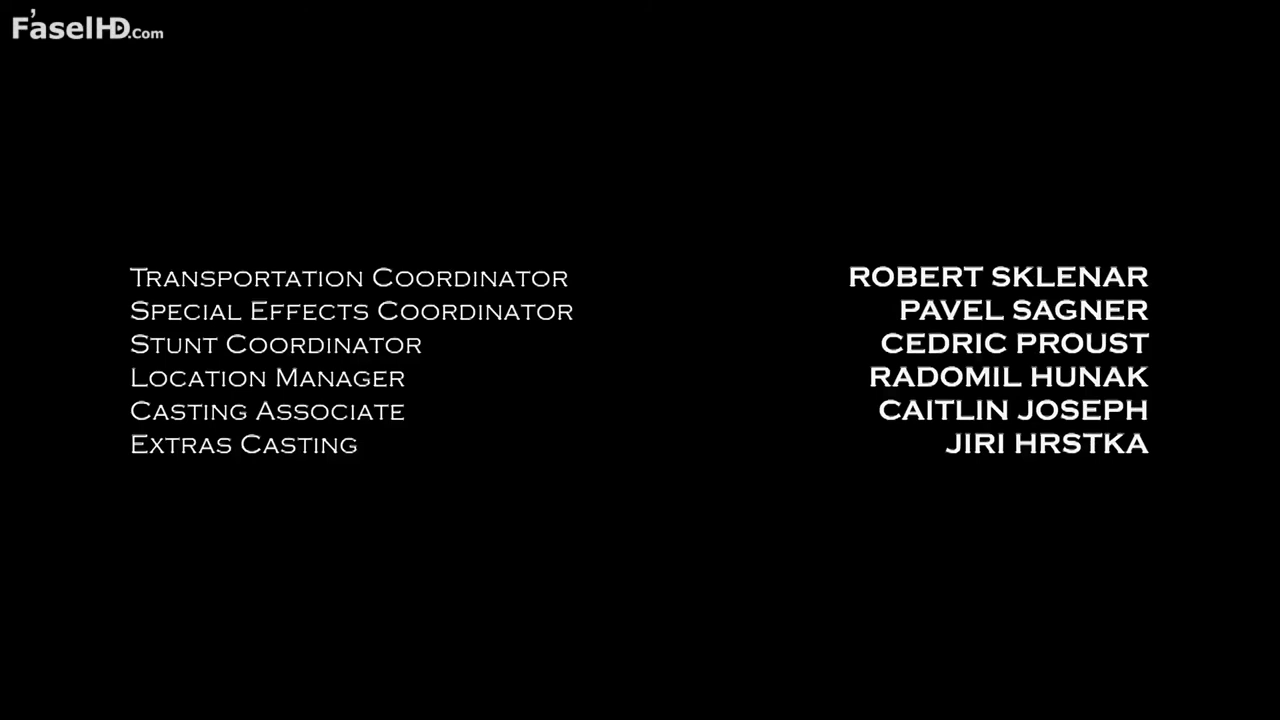 FaselHD.com
Transportation Coordinator ROBERT SKLENAR
Special Effects Coordinator PAVEL SAGNER
Stunt Coordinator CEDRIC PROUST
Location Manager RADOMIL HUNAK
Casting Associate CAITLIN JOSEPH
Extras Casting JIRI HRSTKA